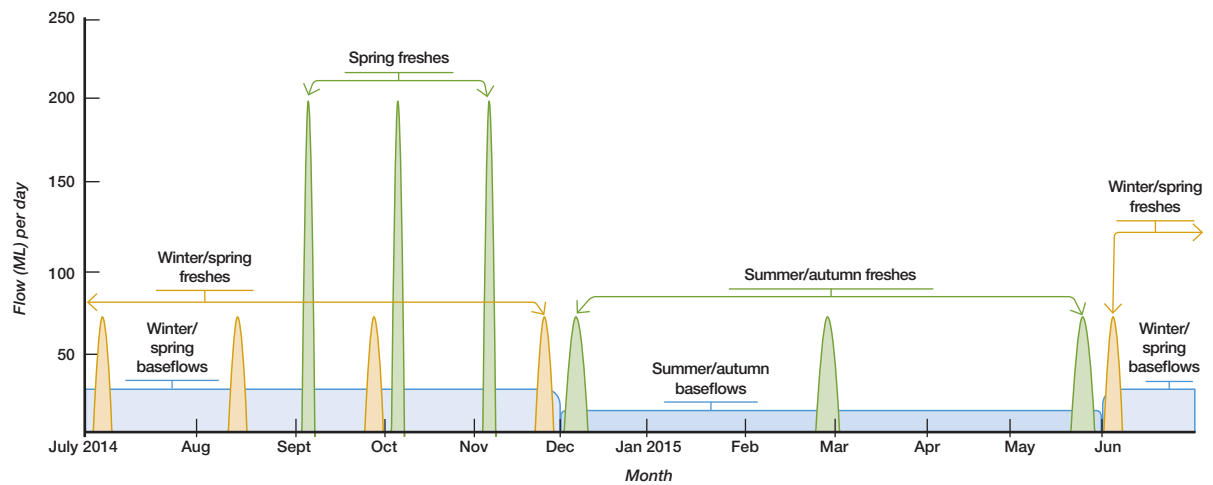 250
200
150
100
50
Flow (ML) per day
Spring freshes
Winter/spring
freshes
Winter/
spring
baseflows
Summer/autumn freshes
Summer/autumn
baseflows
Winter/spring
freshes
Winter/
spring
baseflows
July 2014
Aug
Sept
Oct
Nov
Dec
Jan 2015
Feb
Mar
Apr
May
Jun
Month